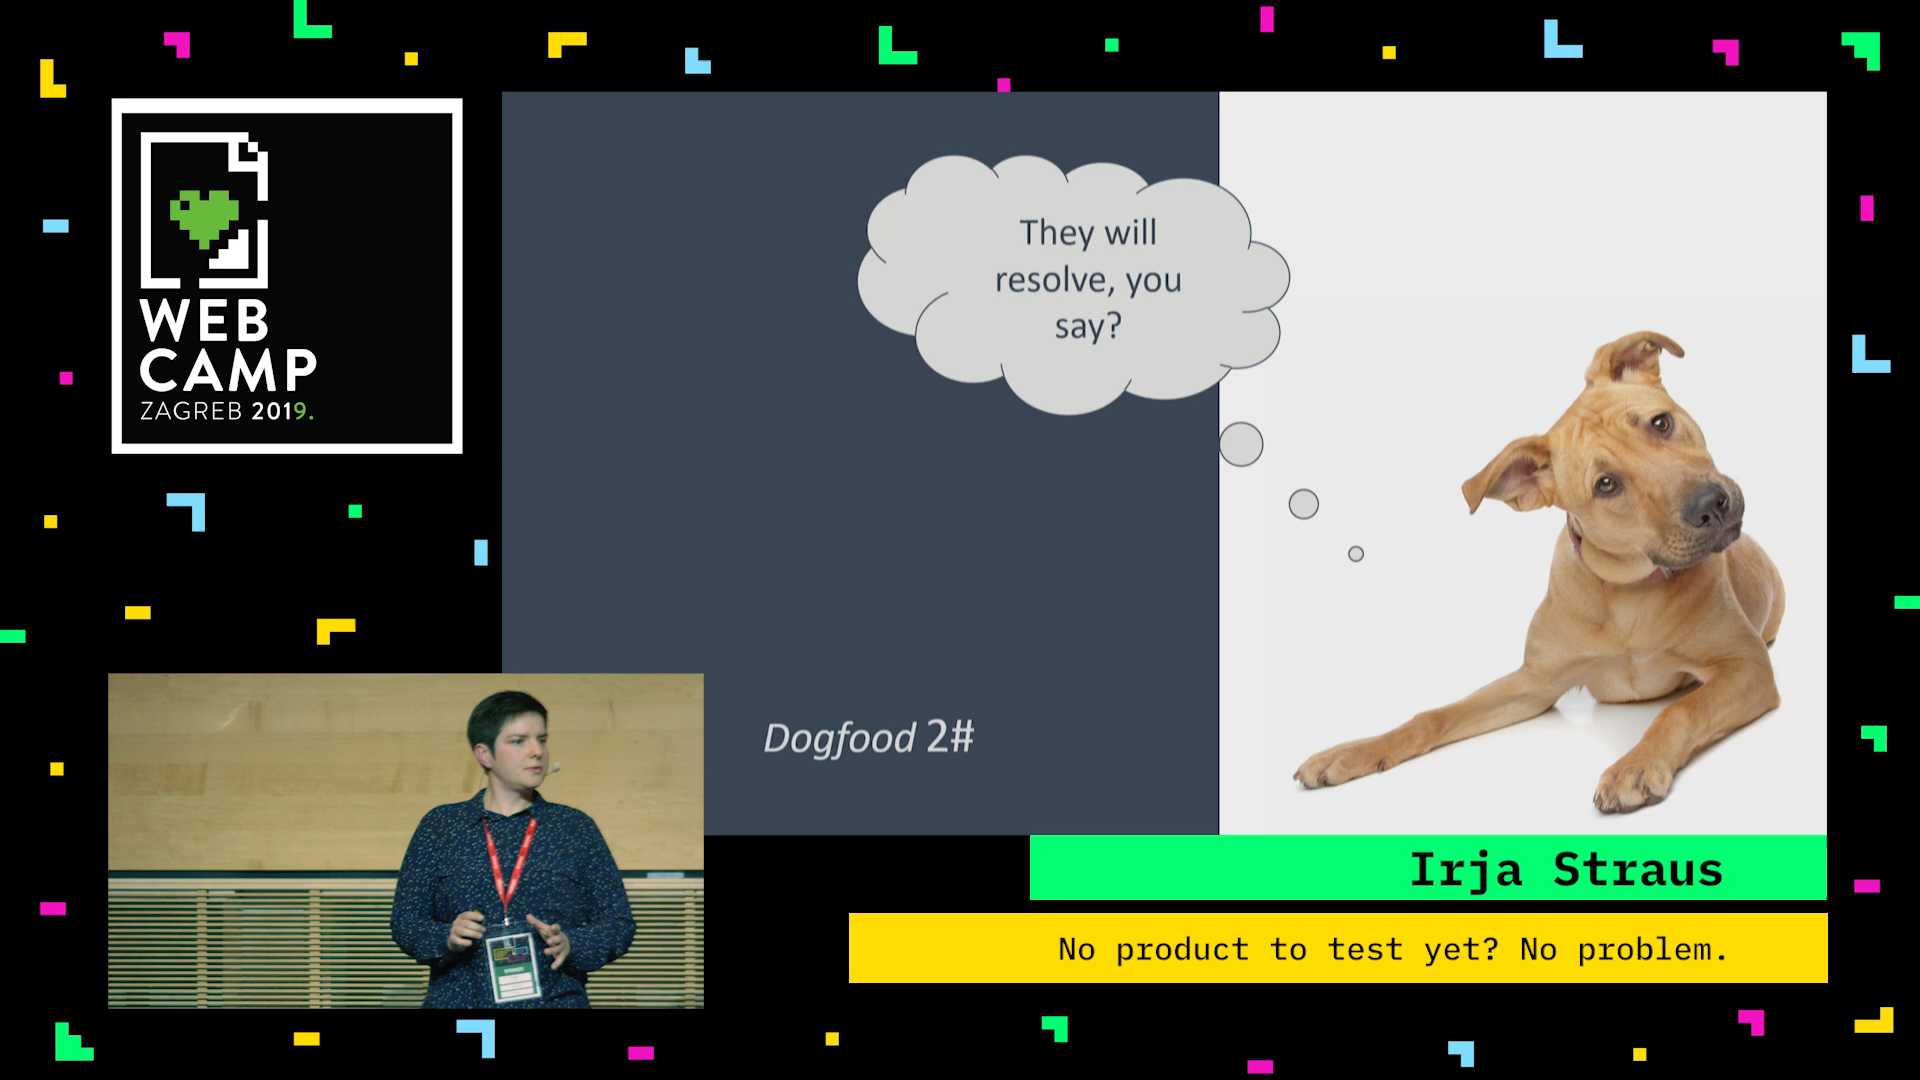 WEB
CAMP
ZAGREB 2019.
They will
resolve, you
say?
Dogfood 2#
SPEAKER
Irja Straus
No product to test yet? No problem.